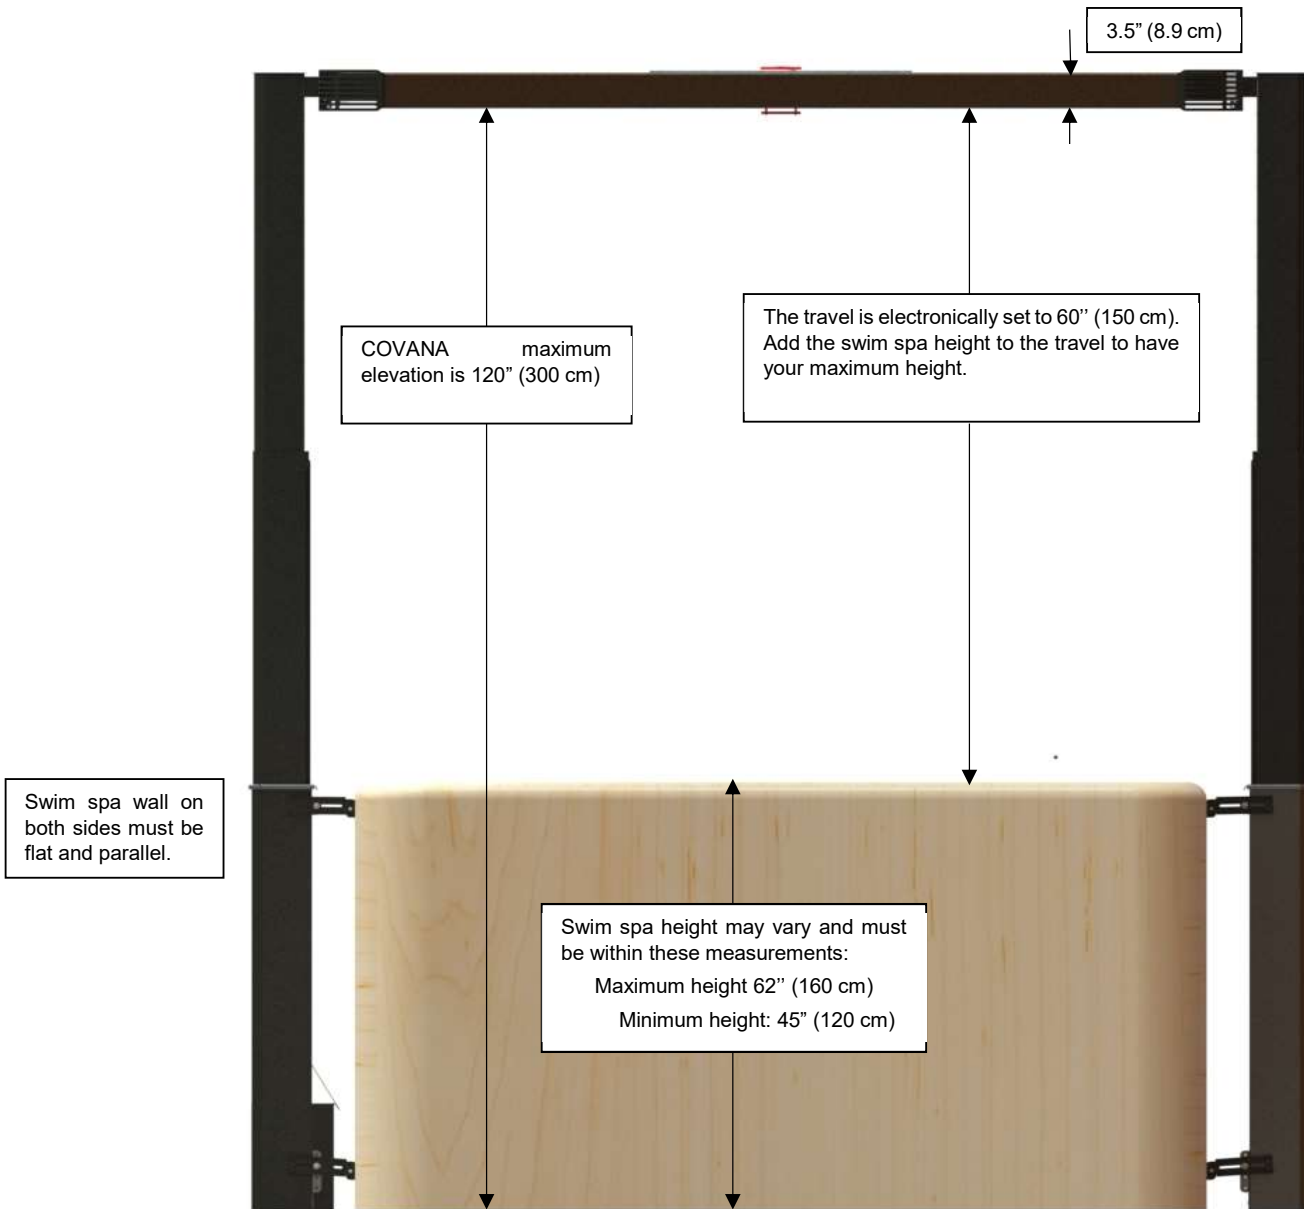 3.5” (8.9 cm)
The travel is electronically set to 60’’ (150 cm).
Add the swim spa height to the travel to have
your maximum height.
COVANA maximum
elevation is 120” (300 cm)
Swim spa wall on
both sides must be
flat and parallel.
Swim spa height may vary and must
be within these measurements:
Maximum height 62’’ (160 cm)
Minimum height: 45” (120 cm)